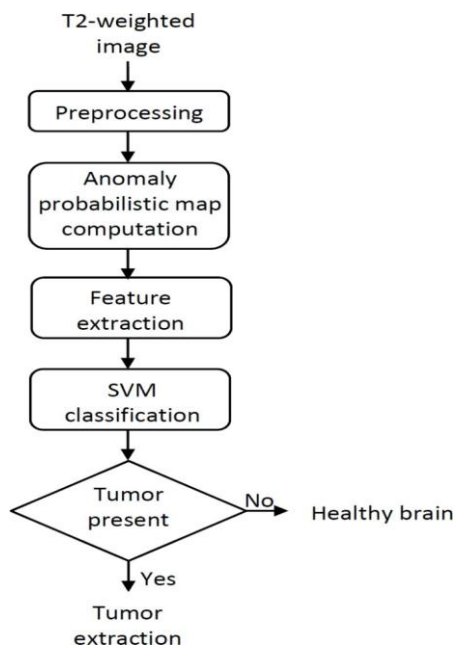 T2-weighted
image
Preprocessing
Anomaly
probabilistic map
computation
Feature
extraction
SVM
classification
Tumor
present
No
Healthy brain
Yes
Tumor
extraction